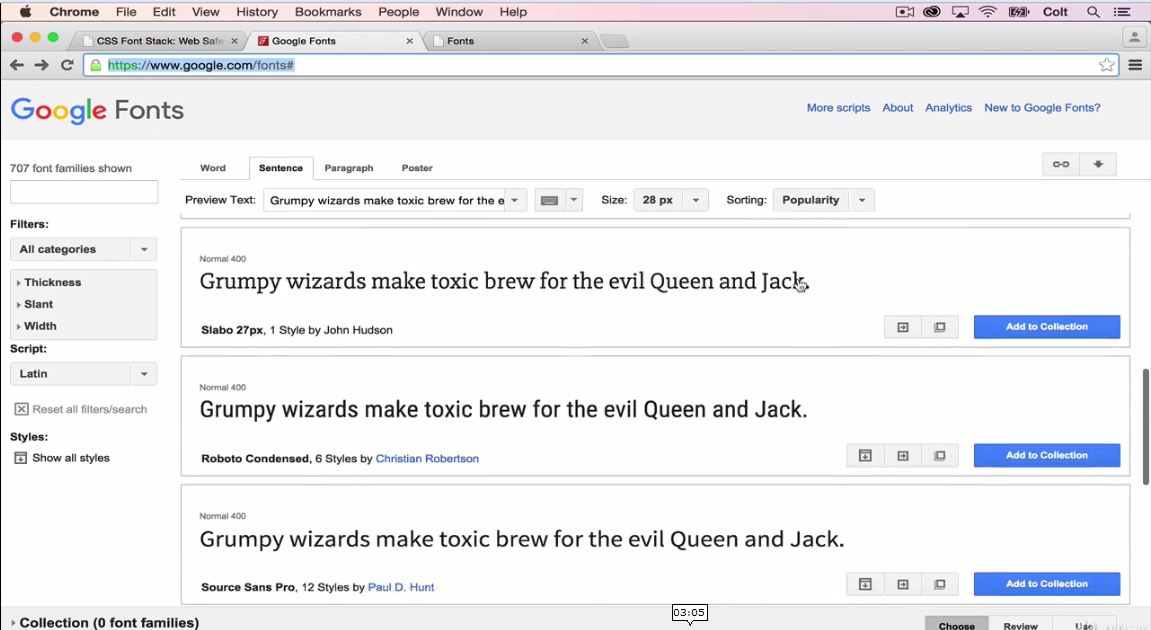 Chrome File Edit View History Bookmarks People Window Help Colt
CSS Font Stack: Web Safe Google Fonts Fonts
https://www.google.com/fonts#
Google Fonts
More scripts About Analytics New to Google Fonts?
707 font families shown
Word Sentence Paragraph Poster
Preview Text: Grumpy wizards make toxic brew for the e Size: 28 px Sorting: Popularity
Filters:
All categories
Thickness
Slant
Width
Script:
Latin
Reset all filters/search
Styles:
Show all styles
Normal 400
Grumpy wizards make toxic brew for the evil Queen and Jack.
Slabo 27px, 1 Style by John Hudson
Add to Collection
Normal 400
Grumpy wizards make toxic brew for the evil Queen and Jack.
Roboto Condensed, 6 Styles by Christian Robertson
Add to Collection
Normal 400
Grumpy wizards make toxic brew for the evil Queen and Jack.
Source Sans Pro, 12 Styles by Paul D. Hunt
Add to Collection
03:05
Collection (0 font families)
Choose Review Use